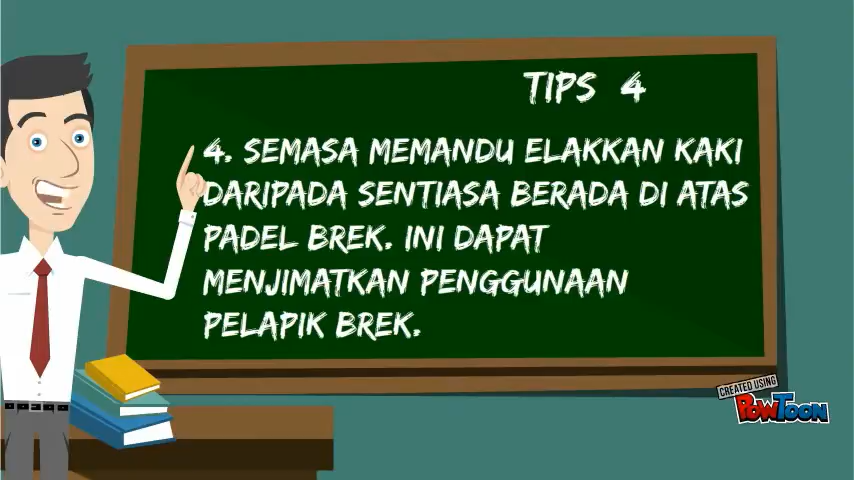 TIPS 4
4. SEMASA MEMANDU ELAKKAN KAKI
DARIPADA SENTIASA BERADA DI ATAS
PADEL BREK. INI DAPAT
MENJIMATKAN PENGGUNAAN
PELAPIK BREK.
CREATED USING
POWTOON